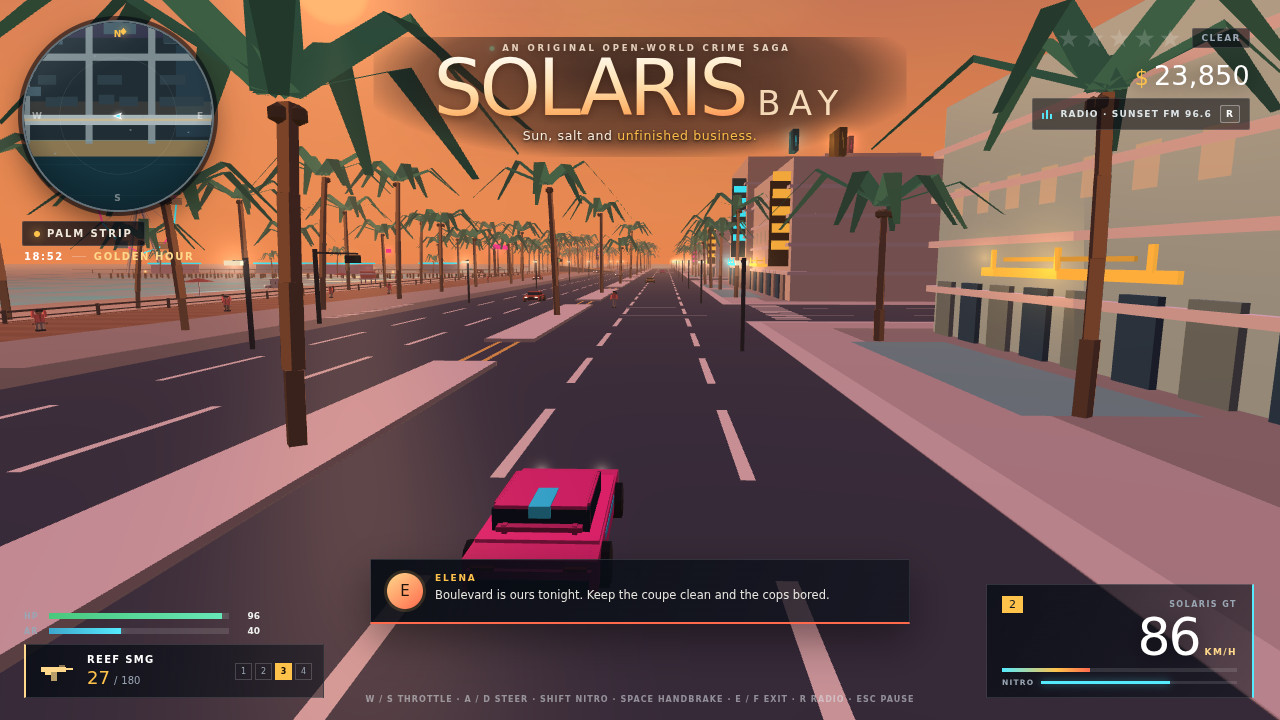 N
W
E
S
PALM STRIP
18:52 — GOLDEN HOUR
AN ORIGINAL OPEN-WORLD CRIME SAGA
SOLARIS BAY
Sun, salt and unfinished business.
CLEAR
$ 23,850
RADIO · SUNSET FM 96.6 R
E
ELENA
Boulevard is ours tonight. Keep the coupe clean and the cops bored.
96
40
REEF SMG
27 / 180
1 2 3 4
2
SOLARIS GT
86 KM/H
NITRO
W / S THROTTLE · A / D STEER · SHIFT NITRO · SPACE HANDBRAKE · E / F EXIT · R RADIO · ESC PAUSE